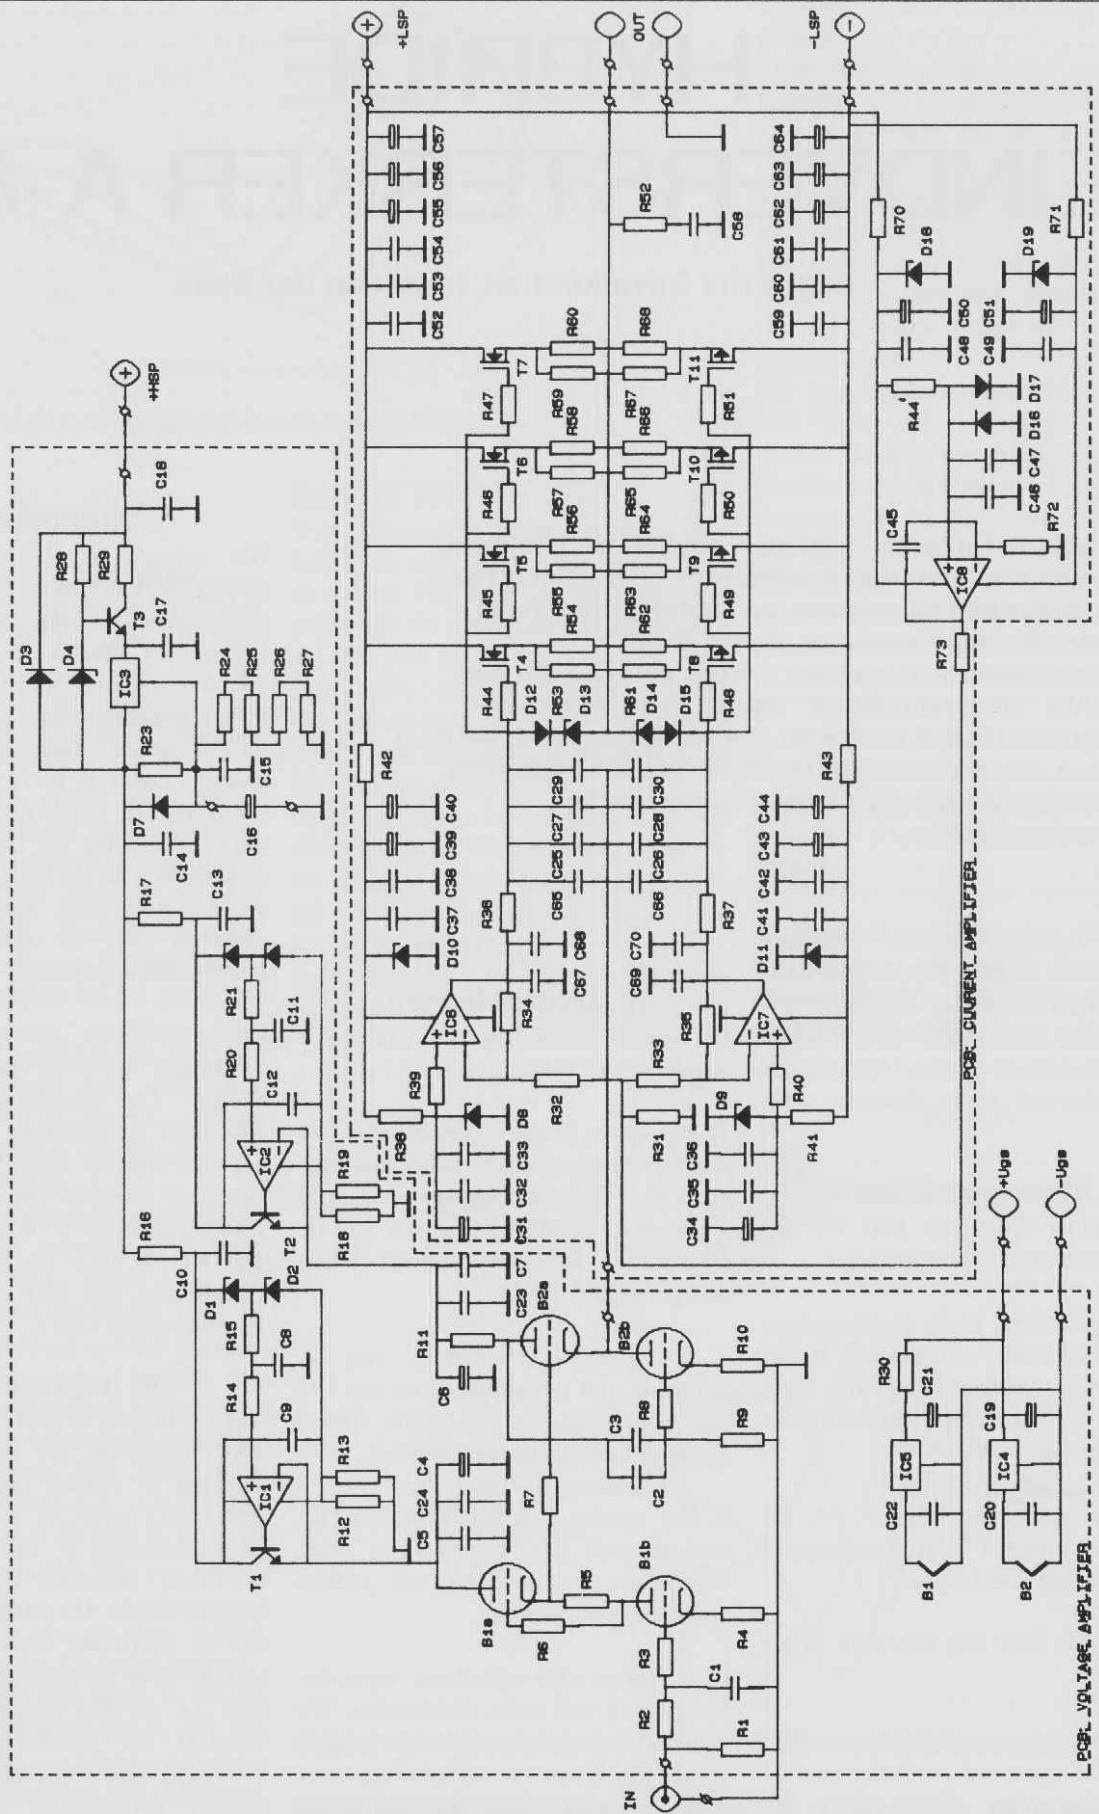 +LSP
OUT
-LSP
C57
C56
C55
C54
C53
C52
C64
C63
C62
C61
C60
C59
R52
C58
R70
R71
D18
D19
C50
C51
C48
C49
R44'
D17
D16
C47
C46
R72
C45
IC8
R73
R60
R68
T7
T11
R47
R59
R67
R51
R58
R66
T6
T10
R46
R57
R65
R50
R56
R64
T5
T9
R45
R55
R63
R49
R54
R62
T4
T8
R44
D12
R53
D13
R61
D14
D15
R48
+HSP
C18
R28
R29
T3
C17
D3
D4
IC3
R24
R25
R26
R27
R23
C15
D7
C16
C14
R17
C13
R42
R43
C40
C39
C38
C37
D10
C29
C30
C27
C28
C25
C26
C65
C66
C44
C43
C42
C41
D11
R36
R37
C68
C67
C70
C69
IC6
R34
R35
IC7
R39
R32
R33
R40
R38
D8
C33
C32
C31
R31
D9
C36
C35
C34
R41
PCB: CUURENT AMPLIFIER
R21
C11
R20
C12
IC2
T2
R19
R18
R16
C10
D1
D2
R15
C8
R14
C9
IC1
T1
R13
R12
C7
C23
B2a
R11
C6
B2b
R10
R8
R9
C3
C2
C4
C24
C5
R7
B1a
R5
R6
B1b
R4
R3
C1
R2
R1
IN
+Ugs
-Ugs
R30
C21
C19
IC5
IC4
C22
C20
B1
B2
PCB: VOLTAGE AMPLIFIER